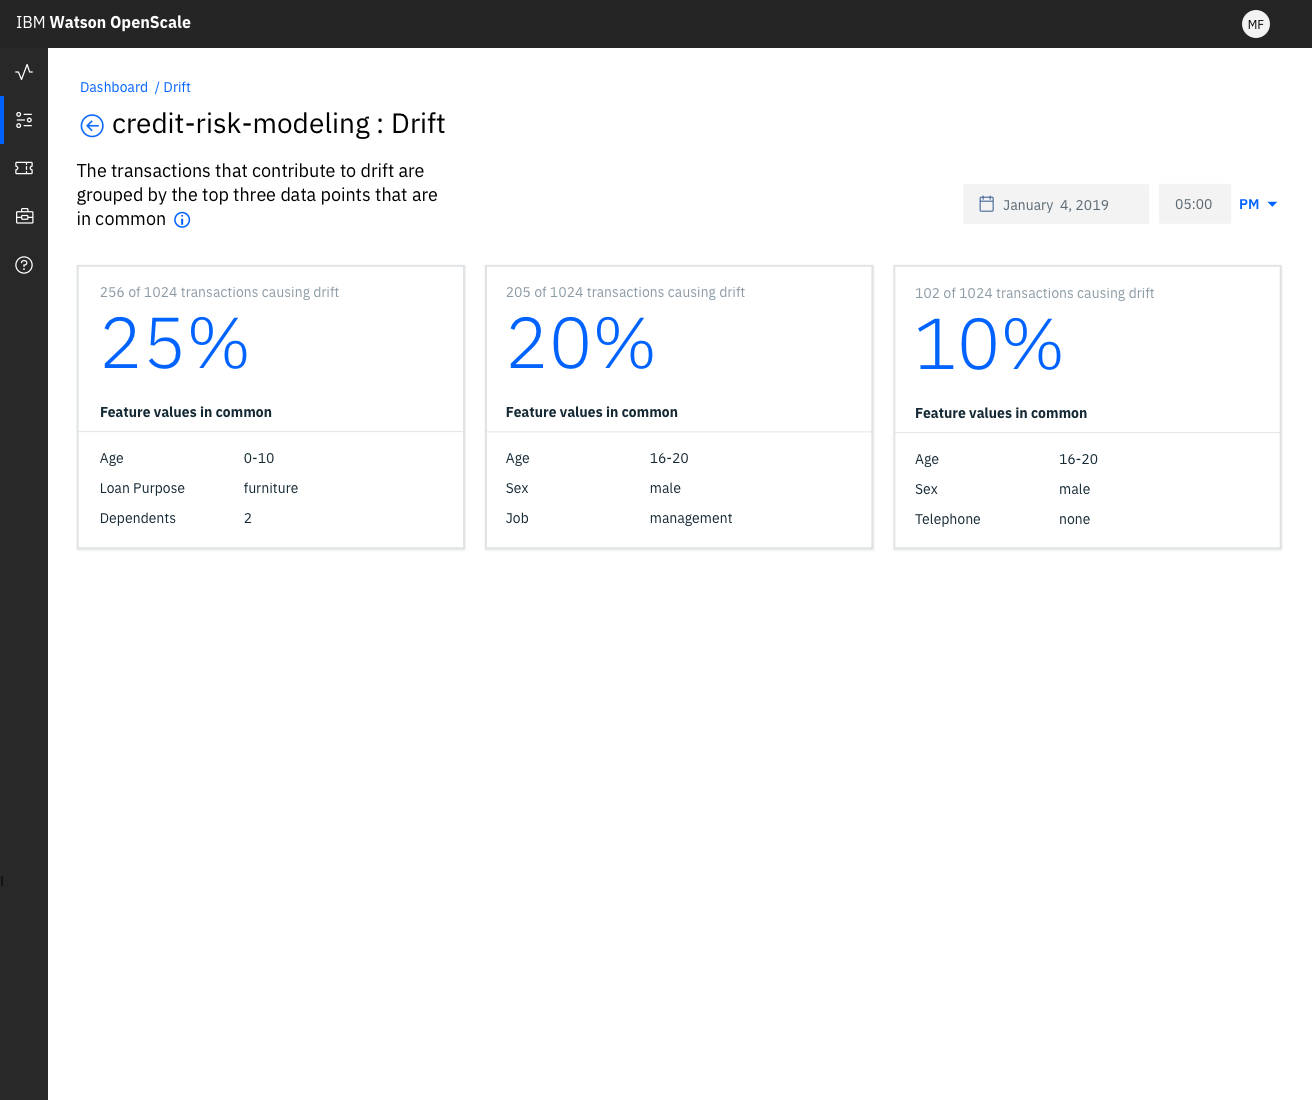 IBM Watson OpenScale
MF
Dashboard / Drift
credit-risk-modeling : Drift
The transactions that contribute to drift are
grouped by the top three data points that are
in common
January 4, 2019
05:00
PM
256 of 1024 transactions causing drift
25%
Feature values in common
Age 0-10
Loan Purpose furniture
Dependents 2
205 of 1024 transactions causing drift
20%
Feature values in common
Age 16-20
Sex male
Job management
102 of 1024 transactions causing drift
10%
Feature values in common
Age 16-20
Sex male
Telephone none